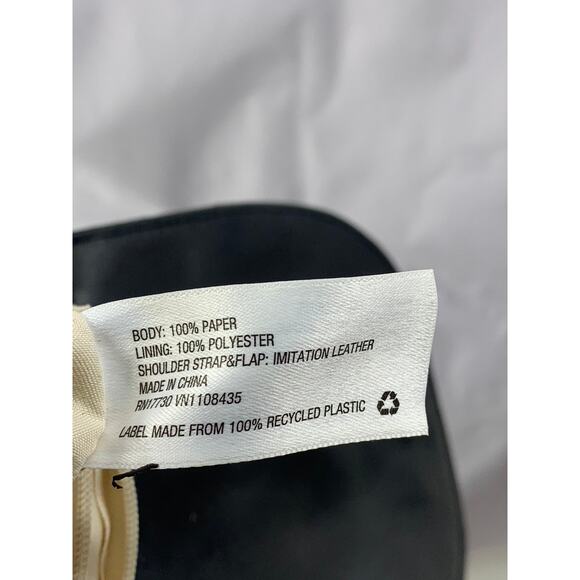 BODY: 100% PAPER
LINING: 100% POLYESTER
SHOULDER STRAP&FLAP: IMITATION LEATHER
MADE IN CHINA
RN17730 VN1108435
LABEL MADE FROM 100% RECYCLED PLASTIC